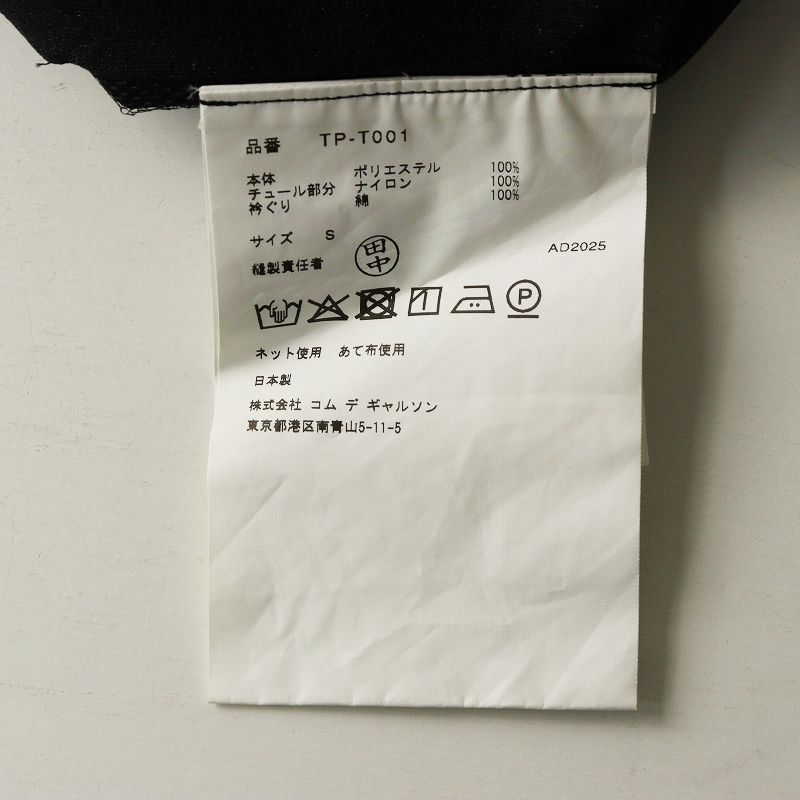 品番 TP-T001
本体 ポリエステル 100%
チュール部分 ナイロン 100%
衿ぐり 綿 100%
サイズ S
縫製責任者 田中
AD2025
P
ネット使用 あて布使用
日本製
株式会社 コム デ ギャルソン
東京都港区南青山5-11-5